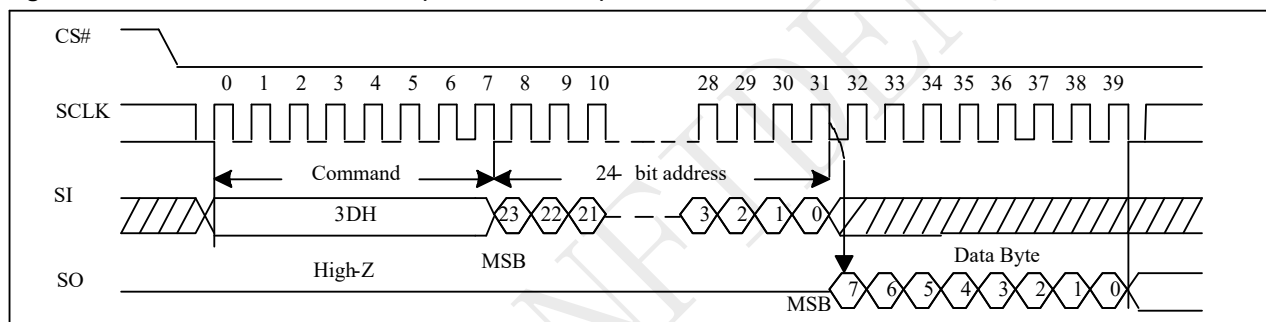 CS#
0 1 2 3 4 5 6 7 8 9 10 28 29 30 31 32 33 34 35 36 37 38 39
SCLK
Command 24- bit address
SI
3DH 23 22 21 3 2 1 0
High-Z MSB Data Byte
SO
MSB 7 6 5 4 3 2 1 0